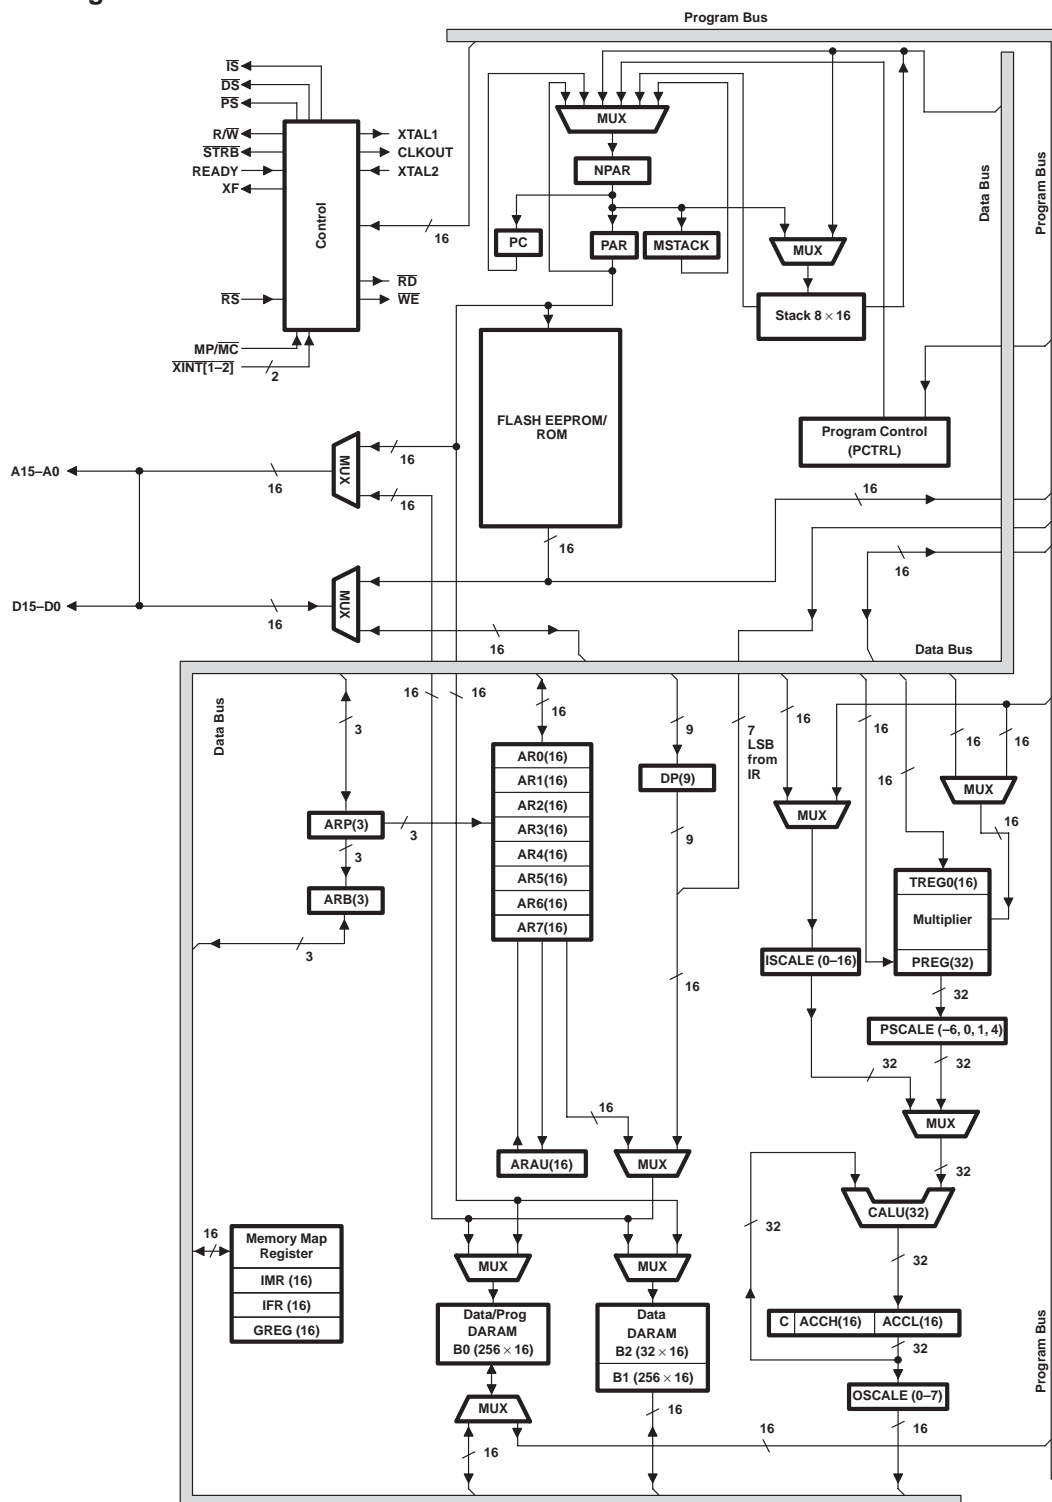 g
Program Bus
IS
DS
PS
R/W
STRB
READY
XF
RS
MP/MC
XINT[1–2]
2
Control
XTAL1
CLKOUT
XTAL2
16
RD
WE
MUX
NPAR
PC
PAR
MSTACK
MUX
Stack 8 × 16
Data Bus
Program Bus
FLASH EEPROM/
ROM
Program Control
(PCTRL)
A15–A0
16
MUX
16
16
16
16
16
D15–D0
16
MUX
16
Data Bus
Data Bus
3
16
16
16
9
7
LSB
from
IR
16
16
16
16
16
AR0(16)
AR1(16)
AR2(16)
AR3(16)
AR4(16)
AR5(16)
AR6(16)
AR7(16)
DP(9)
MUX
MUX
ARP(3)
3
3
9
16
ARB(3)
3
TREG0(16)
Multiplier
PREG(32)
ISCALE (0–16)
16
32
PSCALE (–6, 0, 1, 4)
32
32
16
MUX
ARAU(16)
MUX
32
CALU(32)
32
32
16
Memory Map
Register
IMR (16)
IFR (16)
GREG (16)
MUX
MUX
Data/Prog
DARAM
B0 (256 × 16)
Data
DARAM
B2 (32 × 16)
B1 (256 × 16)
C
ACCH(16)
ACCL(16)
32
OSCALE (0–7)
MUX
16
16
16
16
Program Bus